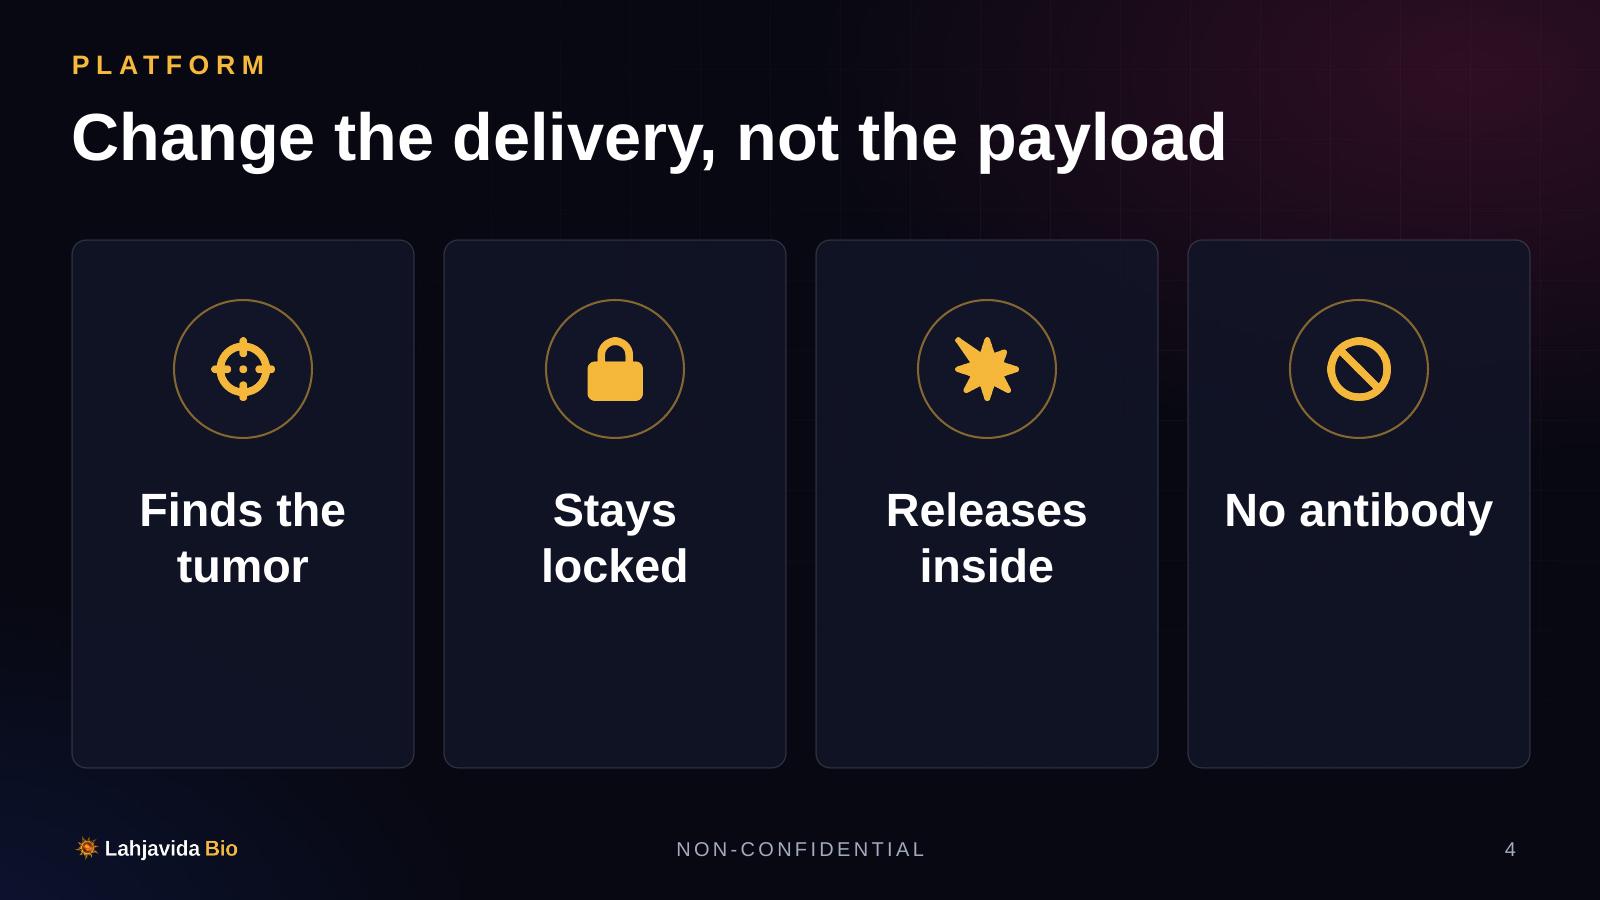 PLATFORM
Change the delivery, not the payload
Finds the
tumor
Stays
locked
Releases
inside
No antibody
Lahjavida Bio
NON-CONFIDENTIAL
4